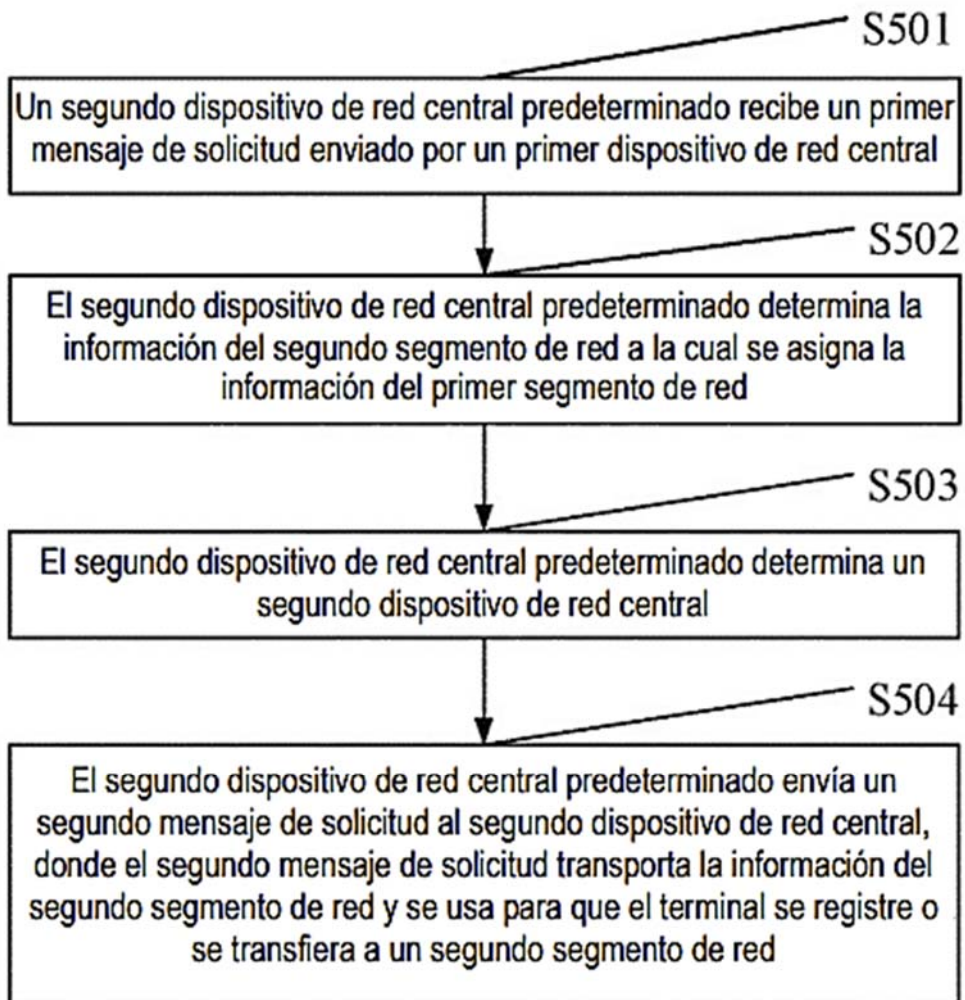 S501
Un segundo dispositivo de red central predeterminado recibe un primer
mensaje de solicitud enviado por un primer dispositivo de red central
S502
El segundo dispositivo de red central predeterminado determina la
información del segundo segmento de red a la cual se asigna la
información del primer segmento de red
S503
El segundo dispositivo de red central predeterminado determina un
segundo dispositivo de red central
S504
El segundo dispositivo de red central predeterminado envía un
segundo mensaje de solicitud al segundo dispositivo de red central,
donde el segundo mensaje de solicitud transporta la información del
segundo segmento de red y se usa para que el terminal se registre o
se transfiera a un segundo segmento de red